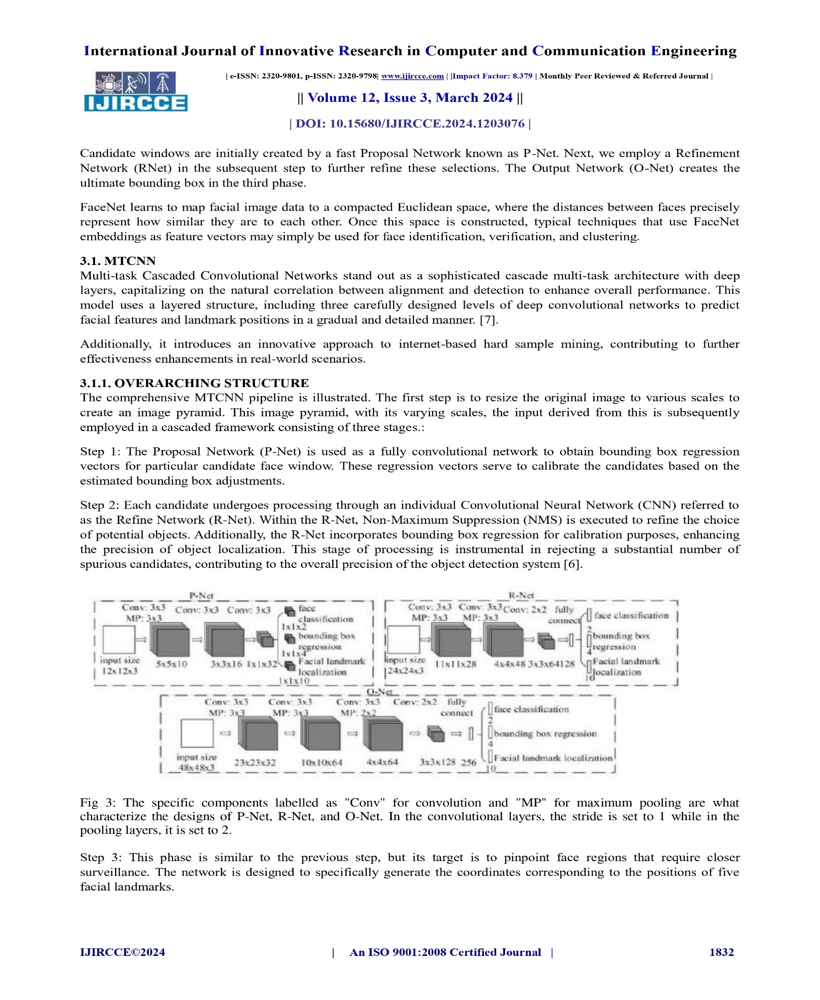 International Journal of Innovative Research in Computer and Communication Engineering
IJIRCCE
| e-ISSN: 2320-9801, p-ISSN: 2320-9798| www.ijircce.com | |Impact Factor: 8.379 | Monthly Peer Reviewed & Referred Journal |
|| Volume 12, Issue 3, March 2024 ||
| DOI: 10.15680/IJIRCCE.2024.1203076 |
Candidate windows are initially created by a fast Proposal Network known as P-Net. Next, we employ a Refinement
Network (RNet) in the subsequent step to further refine these selections. The Output Network (O-Net) creates the
ultimate bounding box in the third phase.
FaceNet learns to map facial image data to a compacted Euclidean space, where the distances between faces precisely
represent how similar they are to each other. Once this space is constructed, typical techniques that use FaceNet
embeddings as feature vectors may simply be used for face identification, verification, and clustering.
3.1. MTCNN
Multi-task Cascaded Convolutional Networks stand out as a sophisticated cascade multi-task architecture with deep
layers, capitalizing on the natural correlation between alignment and detection to enhance overall performance. This
model uses a layered structure, including three carefully designed levels of deep convolutional networks to predict
facial features and landmark positions in a gradual and detailed manner. [7].
Additionally, it introduces an innovative approach to internet-based hard sample mining, contributing to further
effectiveness enhancements in real-world scenarios.
3.1.1. OVERARCHING STRUCTURE
The comprehensive MTCNN pipeline is illustrated. The first step is to resize the original image to various scales to
create an image pyramid. This image pyramid, with its varying scales, the input derived from this is subsequently
employed in a cascaded framework consisting of three stages.:
Step 1: The Proposal Network (P-Net) is used as a fully convolutional network to obtain bounding box regression
vectors for particular candidate face window. These regression vectors serve to calibrate the candidates based on the
estimated bounding box adjustments.
Step 2: Each candidate undergoes processing through an individual Convolutional Neural Network (CNN) referred to
as the Refine Network (R-Net). Within the R-Net, Non-Maximum Suppression (NMS) is executed to refine the choice
of potential objects. Additionally, the R-Net incorporates bounding box regression for calibration purposes, enhancing
the precision of object localization. This stage of processing is instrumental in rejecting a substantial number of
spurious candidates, contributing to the overall precision of the object detection system [6].
P-Net
Conv: 3x3 Conv: 3x3 Conv: 3x3 face
MP: 3x3 classification
1x1x2
bounding box
regression
1x1x4
input size 5x5x10 3x3x16 1x1x32 Facial landmark
12x12x3 localization
1x1x10
R-Net
Conv: 3x3 Conv: 3x3 Conv: 2x2 fully
MP: 3x3 MP: 3x3 connect face classification
2
bounding box
regression
4
input size 11x11x28 4x4x48 3x3x64 128 Facial landmark
24x24x3 localization
10
O-Net
Conv: 3x3 Conv: 3x3 Conv: 3x3 Conv: 2x2 fully
MP: 3x3 MP: 3x3 MP: 2x2 connect face classification
2
bounding box regression
4
input size 23x23x32 10x10x64 4x4x64 3x3x128 256 Facial landmark localization
48x48x3 10
Fig 3: The specific components labelled as "Conv" for convolution and "MP" for maximum pooling are what
characterize the designs of P-Net, R-Net, and O-Net. In the convolutional layers, the stride is set to 1 while in the
pooling layers, it is set to 2.
Step 3: This phase is similar to the previous step, but its target is to pinpoint face regions that require closer
surveillance. The network is designed to specifically generate the coordinates corresponding to the positions of five
facial landmarks.
IJIRCCE©2024 | An ISO 9001:2008 Certified Journal | 1832